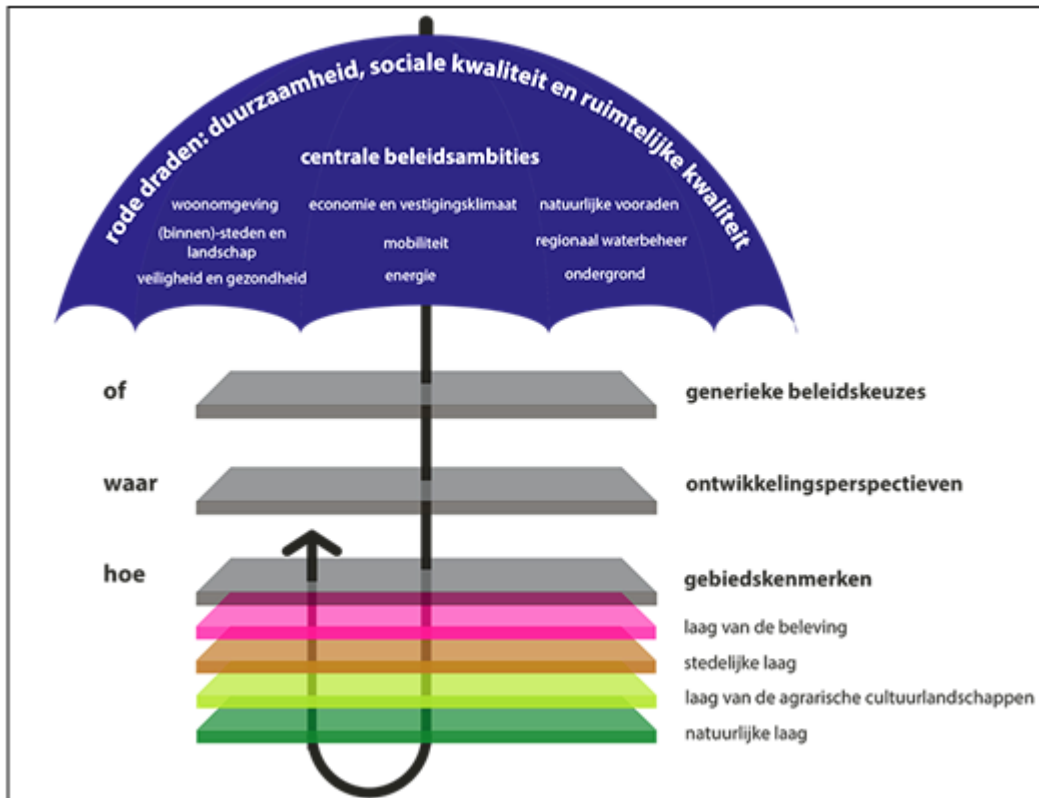 rode draden: duurzaamheid, sociale kwaliteit en ruimtelijke kwaliteit
centrale beleidsambities
woonomgeving
economie en vestigingsklimaat
natuurlijke vooraden
(binnen)-steden en
landschap
mobiliteit
regionaal waterbeheer
veiligheid en gezondheid
energie
ondergrond
of
generieke beleidskeuzes
waar
ontwikkelingsperspectieven
hoe
gebiedskenmerken
laag van de beleving
stedelijke laag
laag van de agrarische cultuurlandschappen
natuurlijke laag